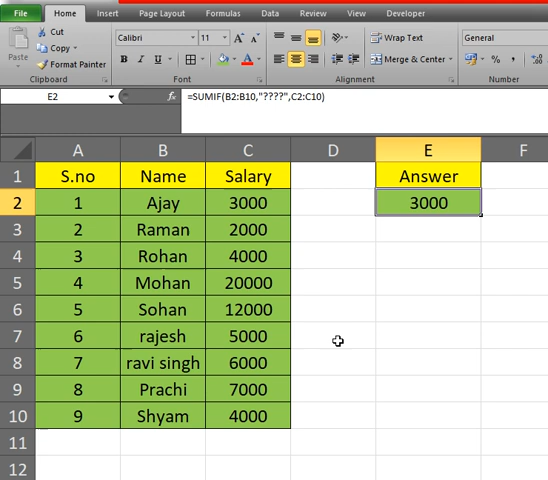 File Home Insert Page Layout Formulas Data Review View Developer
Paste
Cut
Copy
Format Painter
Clipboard
Calibri 11 A A
B I U A
Font
Wrap Text
Merge & Center
Alignment
General
% ,
Number
E2 fx =SUMIF(B2:B10,"????",C2:C10)
A B C D E F
1 S.no Name Salary Answer
2 1 Ajay 3000 3000
3 2 Raman 2000
4 3 Rohan 4000
5 4 Mohan 20000
6 5 Sohan 12000
7 6 rajesh 5000
8 7 ravi singh 6000
9 8 Prachi 7000
10 9 Shyam 4000
11
12